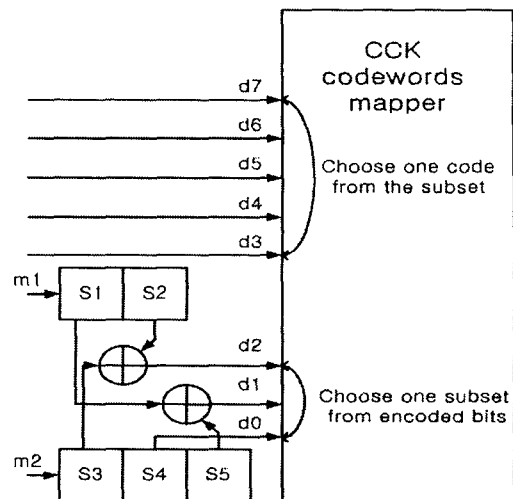 CCK
codewords
mapper
d7
d6
d5
d4
d3
Choose one code
from the subset
m1
S1 S2
d2
d1
d0
Choose one subset
from encoded bits
m2
S3 S4 S5